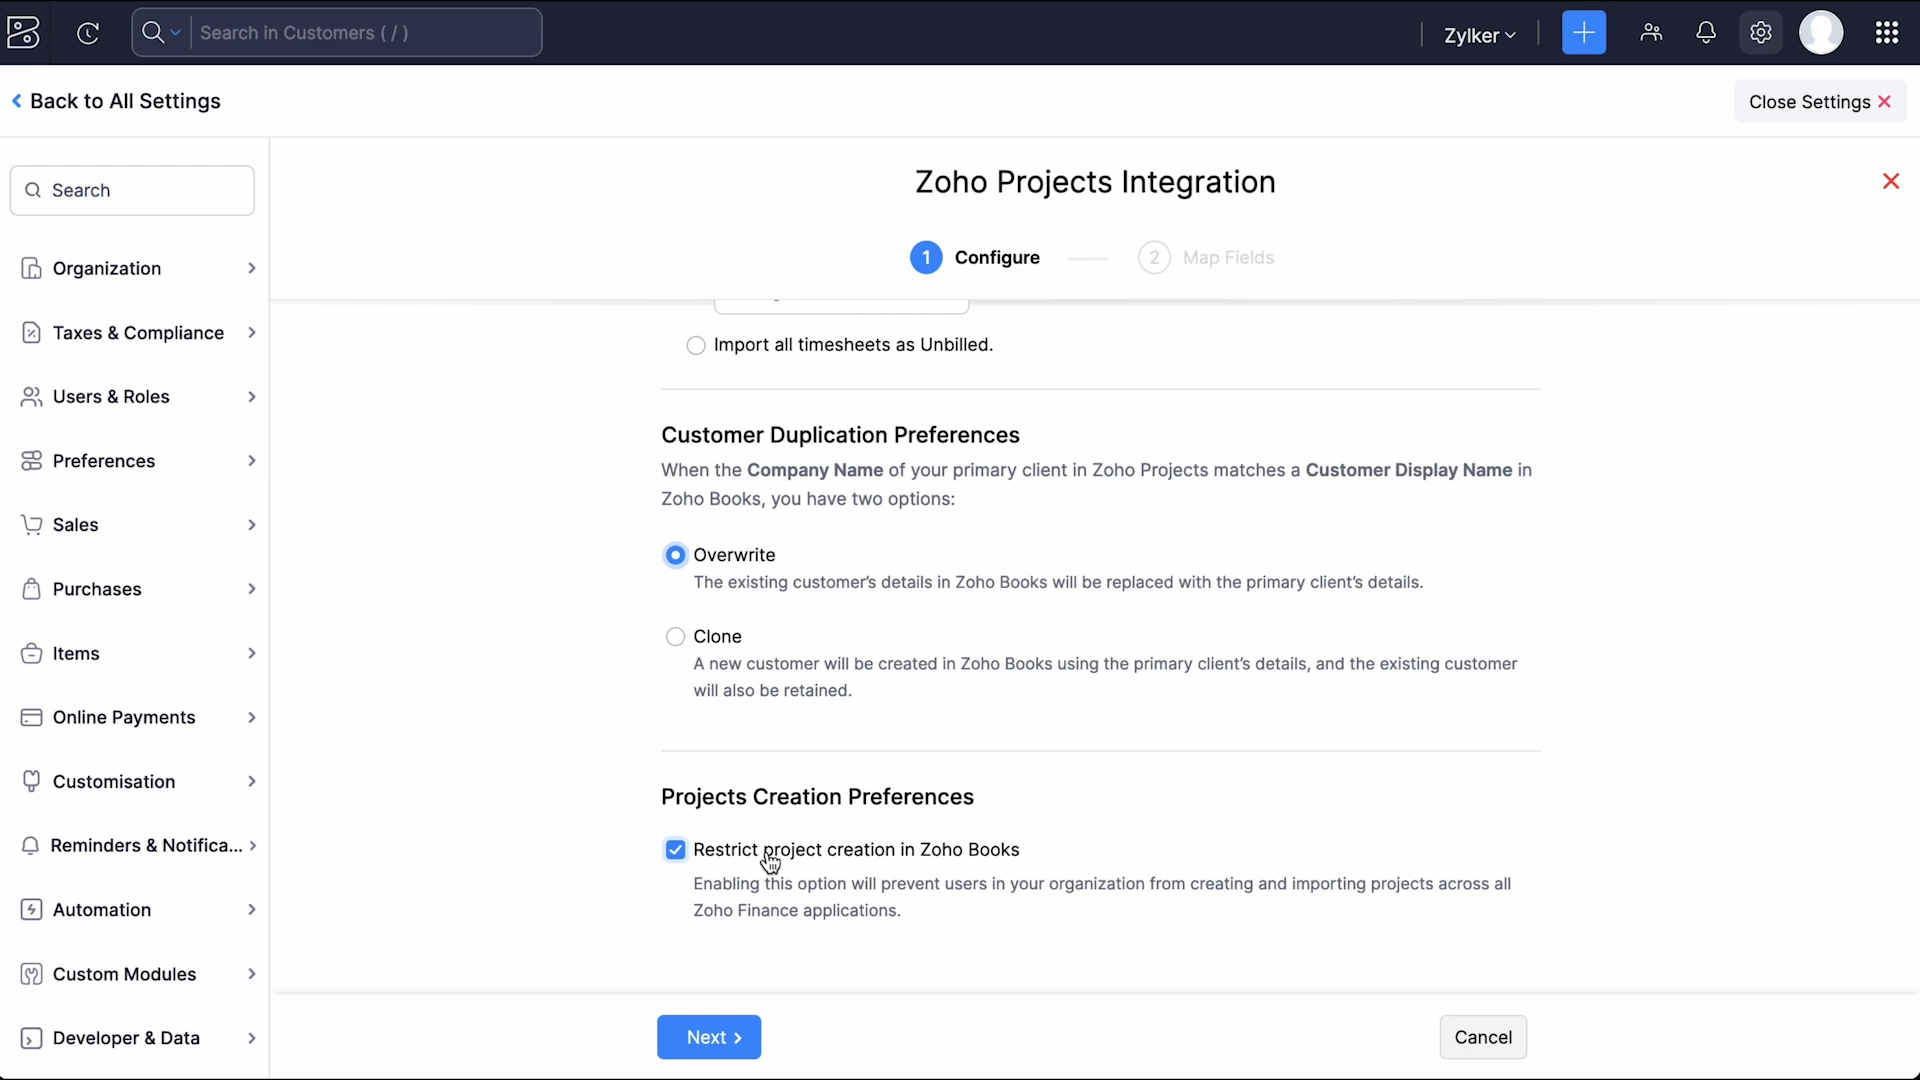 Search in Customers ( / )
Zylker
Back to All Settings
Close Settings
Search
Organization
Taxes & Compliance
Users & Roles
Preferences
Sales
Purchases
Items
Online Payments
Customisation
Reminders & Notifica...
Automation
Custom Modules
Developer & Data
Zoho Projects Integration
1 Configure
2 Map Fields
Import all timesheets as Unbilled.
Customer Duplication Preferences
When the Company Name of your primary client in Zoho Projects matches a Customer Display Name in
Zoho Books, you have two options:
Overwrite
The existing customer's details in Zoho Books will be replaced with the primary client's details.
Clone
A new customer will be created in Zoho Books using the primary client's details, and the existing customer
will also be retained.
Projects Creation Preferences
Restrict project creation in Zoho Books
Enabling this option will prevent users in your organization from creating and importing projects across all
Zoho Finance applications.
Next
Cancel